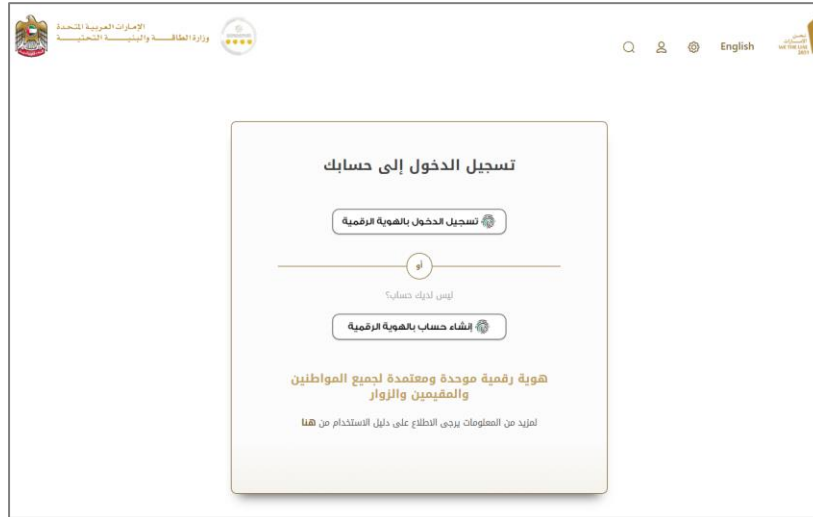 الإمارات العربية المتحدة
وزارة الطاقة والبنية التحتية
English
تسجيل الدخول إلى حسابك
تسجيل الدخول بالهوية الرقمية
أو
ليس لديك حساب؟
إنشاء حساب بالهوية الرقمية
هوية رقمية موحدة ومعتمدة لجميع المواطنين
والمقيمين والزوار
لمزيد من المعلومات يرجى الاطلاع على دليل الاستخدام من هنا